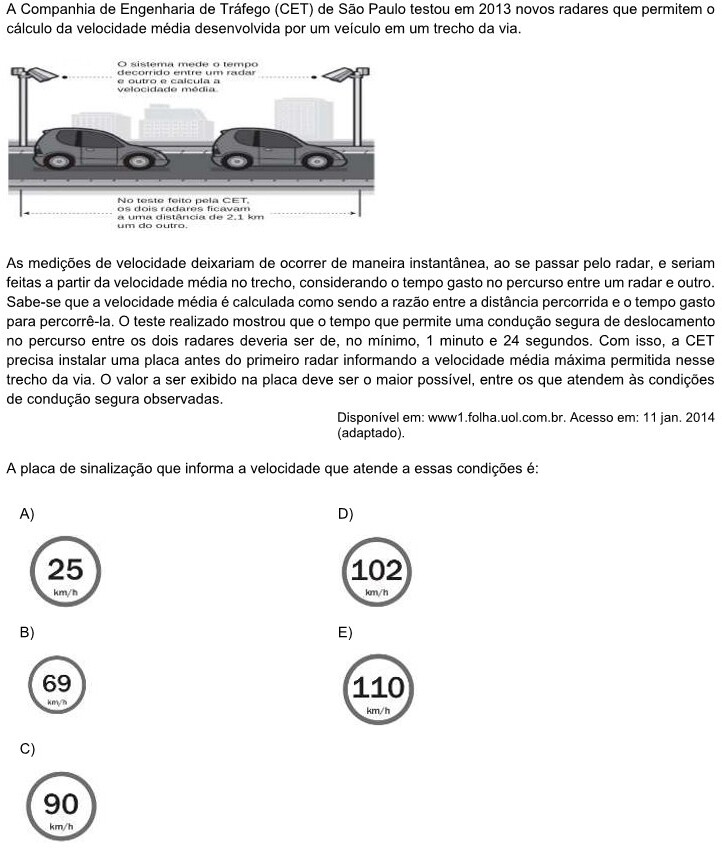 A Companhia de Engenharia de Tráfego (CET) de São Paulo testou em 2013 novos radares que permitem o
cálculo da velocidade média desenvolvida por um veículo em um trecho da via.
O sistema mede o tempo
decorrido entre um radar
e outro e calcula a
velocidade média.
No teste feito pela CET,
os dois radares ficavam
a uma distância de 2,1 km
um do outro.
As medições de velocidade deixariam de ocorrer de maneira instantânea, ao se passar pelo radar, e seriam
feitas a partir da velocidade média no trecho, considerando o tempo gasto no percurso entre um radar e outro.
Sabe-se que a velocidade média é calculada como sendo a razão entre a distância percorrida e o tempo gasto
para percorrê-la. O teste realizado mostrou que o tempo que permite uma condução segura de deslocamento
no percurso entre os dois radares deveria ser de, no mínimo, 1 minuto e 24 segundos. Com isso, a CET
precisa instalar uma placa antes do primeiro radar informando a velocidade média máxima permitida nesse
trecho da via. O valor a ser exibido na placa deve ser o maior possível, entre os que atendem às condições
de condução segura observadas.
Disponível em: www1.folha.uol.com.br. Acesso em: 11 jan. 2014
(adaptado).
A placa de sinalização que informa a velocidade que atende a essas condições é:
A)
25
km/h
B)
69
km/h
C)
90
km/h
D)
102
km/h
E)
110
km/h